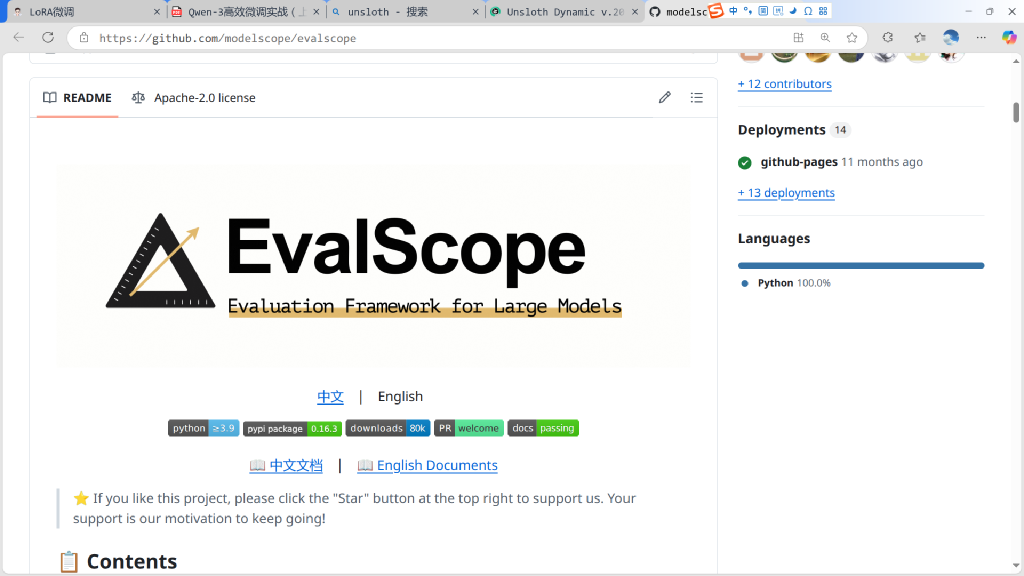 LoRA微调
Qwen-3高效微调实战 (上
unsloth - 搜索
Unsloth Dynamic v.20
modelsc
中
https://github.com/modelscope/evalscope
README
Apache-2.0 license
EvalScope
Evaluation Framework for Large Models
中文 | English
python ≥3.9 pypi package 0.16.3 downloads 80k PR welcome docs passing
📖 中文文档 | 📖 English Documents
⭐ If you like this project, please click the "Star" button at the top right to support us. Your
support is our motivation to keep going!
📋 Contents
+ 12 contributors
Deployments 14
github-pages 11 months ago
+ 13 deployments
Languages
Python 100.0%